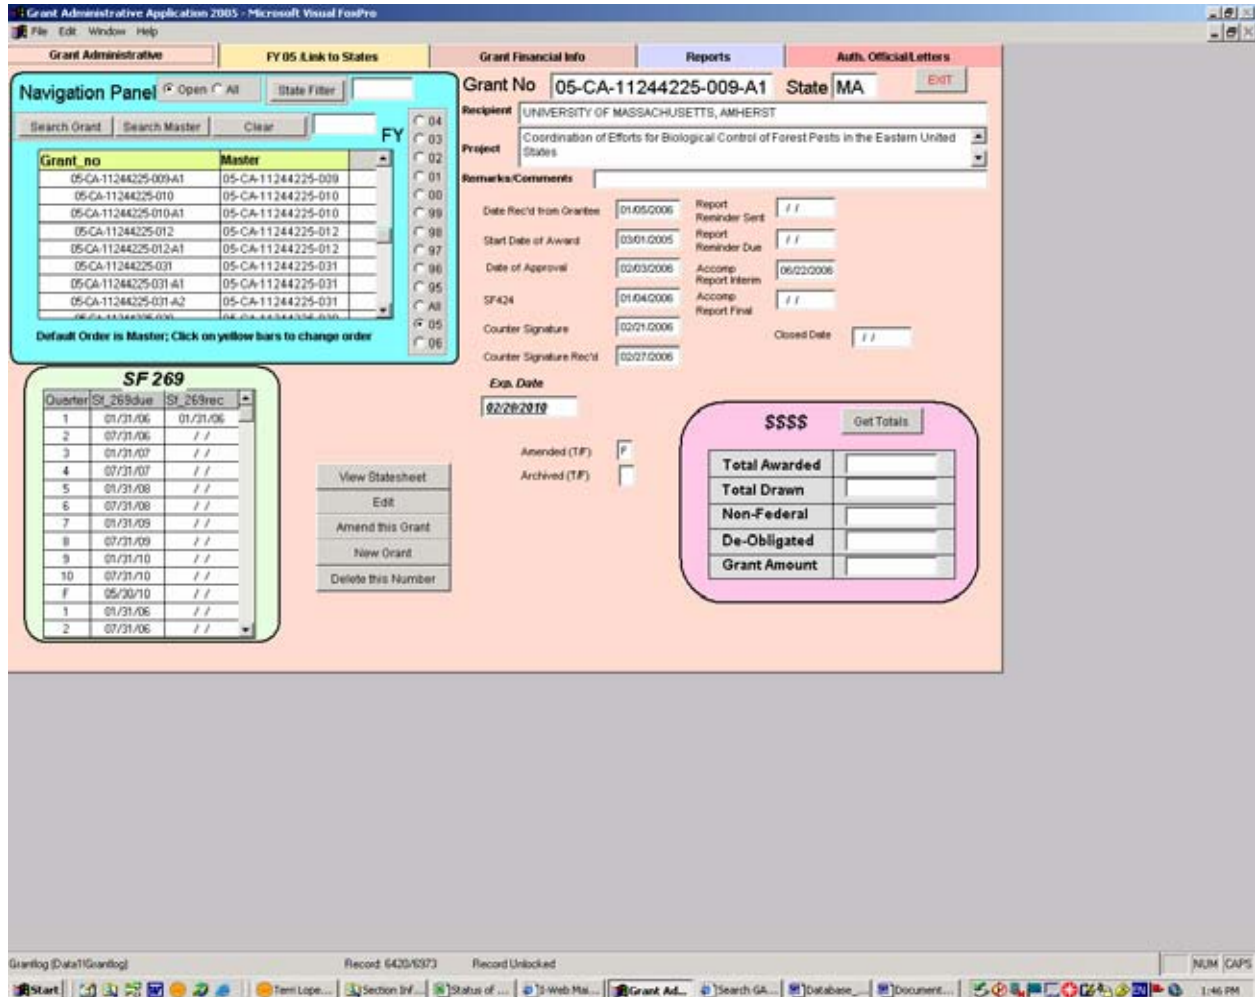 Grant Administrative Application 2005 - Microsoft Visual FoxPro
File Edit Window Help
Grant Administrative FY 05 /Link to States Grant Financial Info Reports Auth. Official/Letters
Navigation Panel Open All State Filter
Search Grant Search Master Clear FY
04
03
02
01
00
99
98
97
96
95
All
05
06
Grant_no Master
05-CA-11244225-009-A1 05-CA-11244225-009
05-CA-11244225-010 05-CA-11244225-010
05-CA-11244225-010-A1 05-CA-11244225-010
05-CA-11244225-012 05-CA-11244225-012
05-CA-11244225-012-A1 05-CA-11244225-012
05-CA-11244225-031 05-CA-11244225-031
05-CA-11244225-031-A1 05-CA-11244225-031
05-CA-11244225-031-A2 05-CA-11244225-031
Default Order is Master; Click on yellow bars to change order
Grant No 05-CA-11244225-009-A1 State MA EXIT
Recipient UNIVERSITY OF MASSACHUSETTS, AMHERST
Project Coordination of Efforts for Biological Control of Forest Pests in the Eastern United
States
Remarks/Comments
Date Rec'd from Grantee 01/05/2006 Report Reminder Sent / /
Start Date of Award 03/01/2005 Report Reminder Due / /
Date of Approval 02/03/2006 Accomp Report Interim 06/22/2006
SF424 01/04/2006 Accomp Report Final / /
Counter Signature 02/21/2006 Closed Date / /
Counter Signature Rec'd 02/27/2006
Exp. Date
02/28/2010
Amended (T/F) F
Archived (T/F)
SF 269
Quarter St_269due St_269rec
1 01/31/06 01/31/06
2 07/31/06 / /
3 01/31/07 / /
4 07/31/07 / /
5 01/31/08 / /
6 07/31/08 / /
7 01/31/09 / /
8 07/31/09 / /
9 01/31/10 / /
10 07/31/10 / /
F 05/30/10 / /
1 01/31/06 / /
2 07/31/06 / /
View Statesheet
Edit
Amend this Grant
New Grant
Delete this Number
$$$$ Get Totals
Total Awarded
Total Drawn
Non-Federal
De-Obligated
Grant Amount
Grantlog (Data1!Grantlog) Record: 6420/6973 Record Unlocked NUM CAPS
Start Terri Lope... Section Inf... Status of ... Grant Ad... Search GA... Database_... Document... 1:46 PM